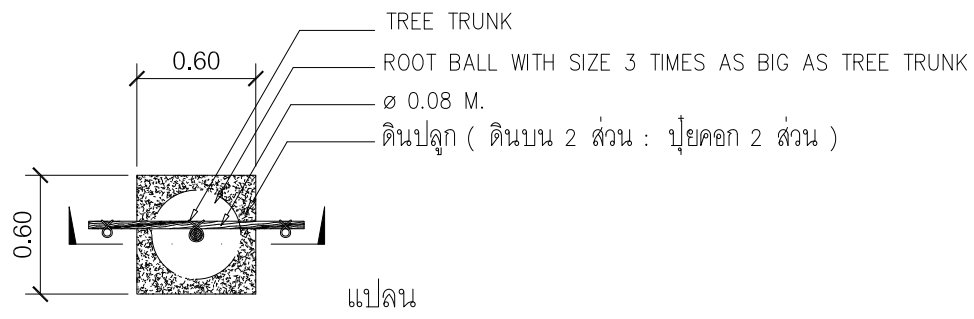 TREE TRUNK
0.60
ROOT BALL WITH SIZE 3 TIMES AS BIG AS TREE TRUNK
ø 0.08 M.
ดินปลูก ( ดินบน 2 ส่วน : ปุ๋ยคอก 2 ส่วน )
0.60
แปลน